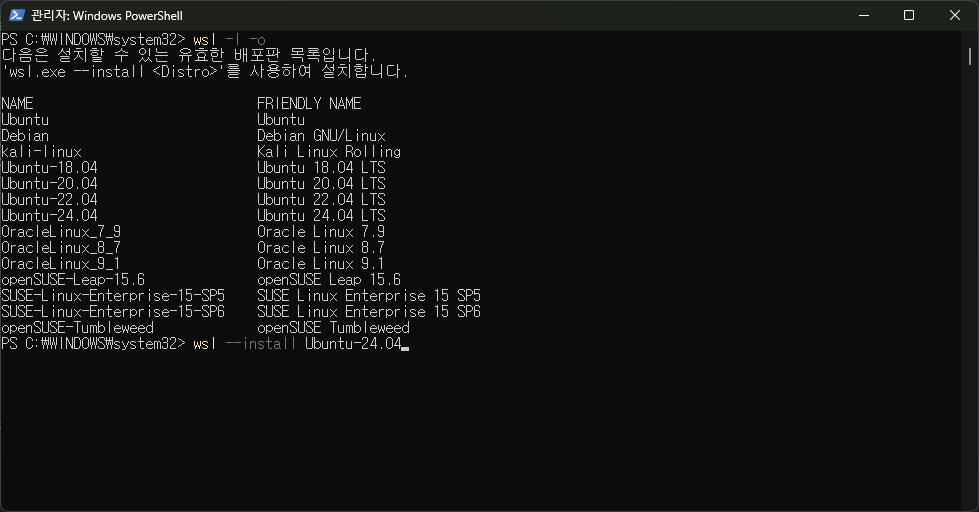 관리자: Windows PowerShell
PS C:₩WINDOWS₩system32> wsl -l -o
다음은 설치할 수 있는 유효한 배포판 목록입니다.
'wsl.exe --install <Distro>'를 사용하여 설치합니다.
NAME                            FRIENDLY NAME
Ubuntu                          Ubuntu
Debian                          Debian GNU/Linux
kali-linux                      Kali Linux Rolling
Ubuntu-18.04                    Ubuntu 18.04 LTS
Ubuntu-20.04                    Ubuntu 20.04 LTS
Ubuntu-22.04                    Ubuntu 22.04 LTS
Ubuntu-24.04                    Ubuntu 24.04 LTS
OracleLinux_7_9                 Oracle Linux 7.9
OracleLinux_8_7                 Oracle Linux 8.7
OracleLinux_9_1                 Oracle Linux 9.1
openSUSE-Leap-15.6              openSUSE Leap 15.6
SUSE-Linux-Enterprise-15-SP5    SUSE Linux Enterprise 15 SP5
SUSE-Linux-Enterprise-15-SP6    SUSE Linux Enterprise 15 SP6
openSUSE-Tumbleweed             openSUSE Tumbleweed
PS C:₩WINDOWS₩system32> wsl --install Ubuntu-24.04